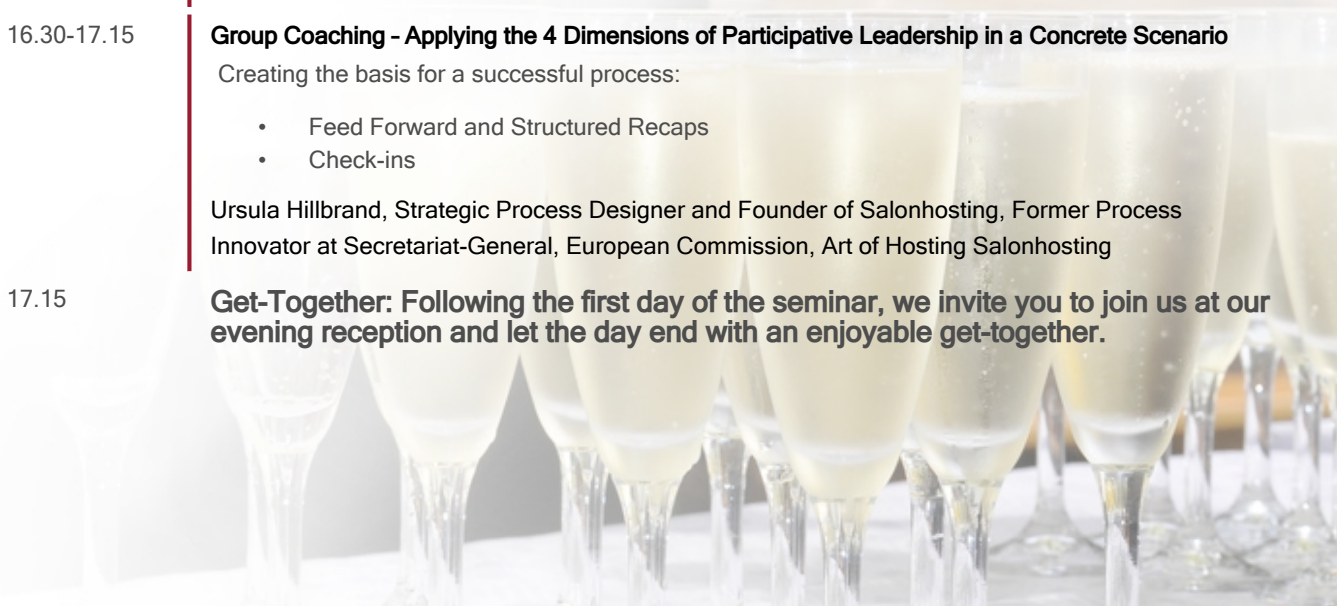 16.30-17.15
Group Coaching – Applying the 4 Dimensions of Participative Leadership in a Concrete Scenario
Creating the basis for a successful process:
• Feed Forward and Structured Recaps
• Check-ins
Ursula Hillbrand, Strategic Process Designer and Founder of Salonhosting, Former Process
Innovator at Secretariat-General, European Commission, Art of Hosting Salonhosting
17.15
Get-Together: Following the first day of the seminar, we invite you to join us at our
evening reception and let the day end with an enjoyable get-together.